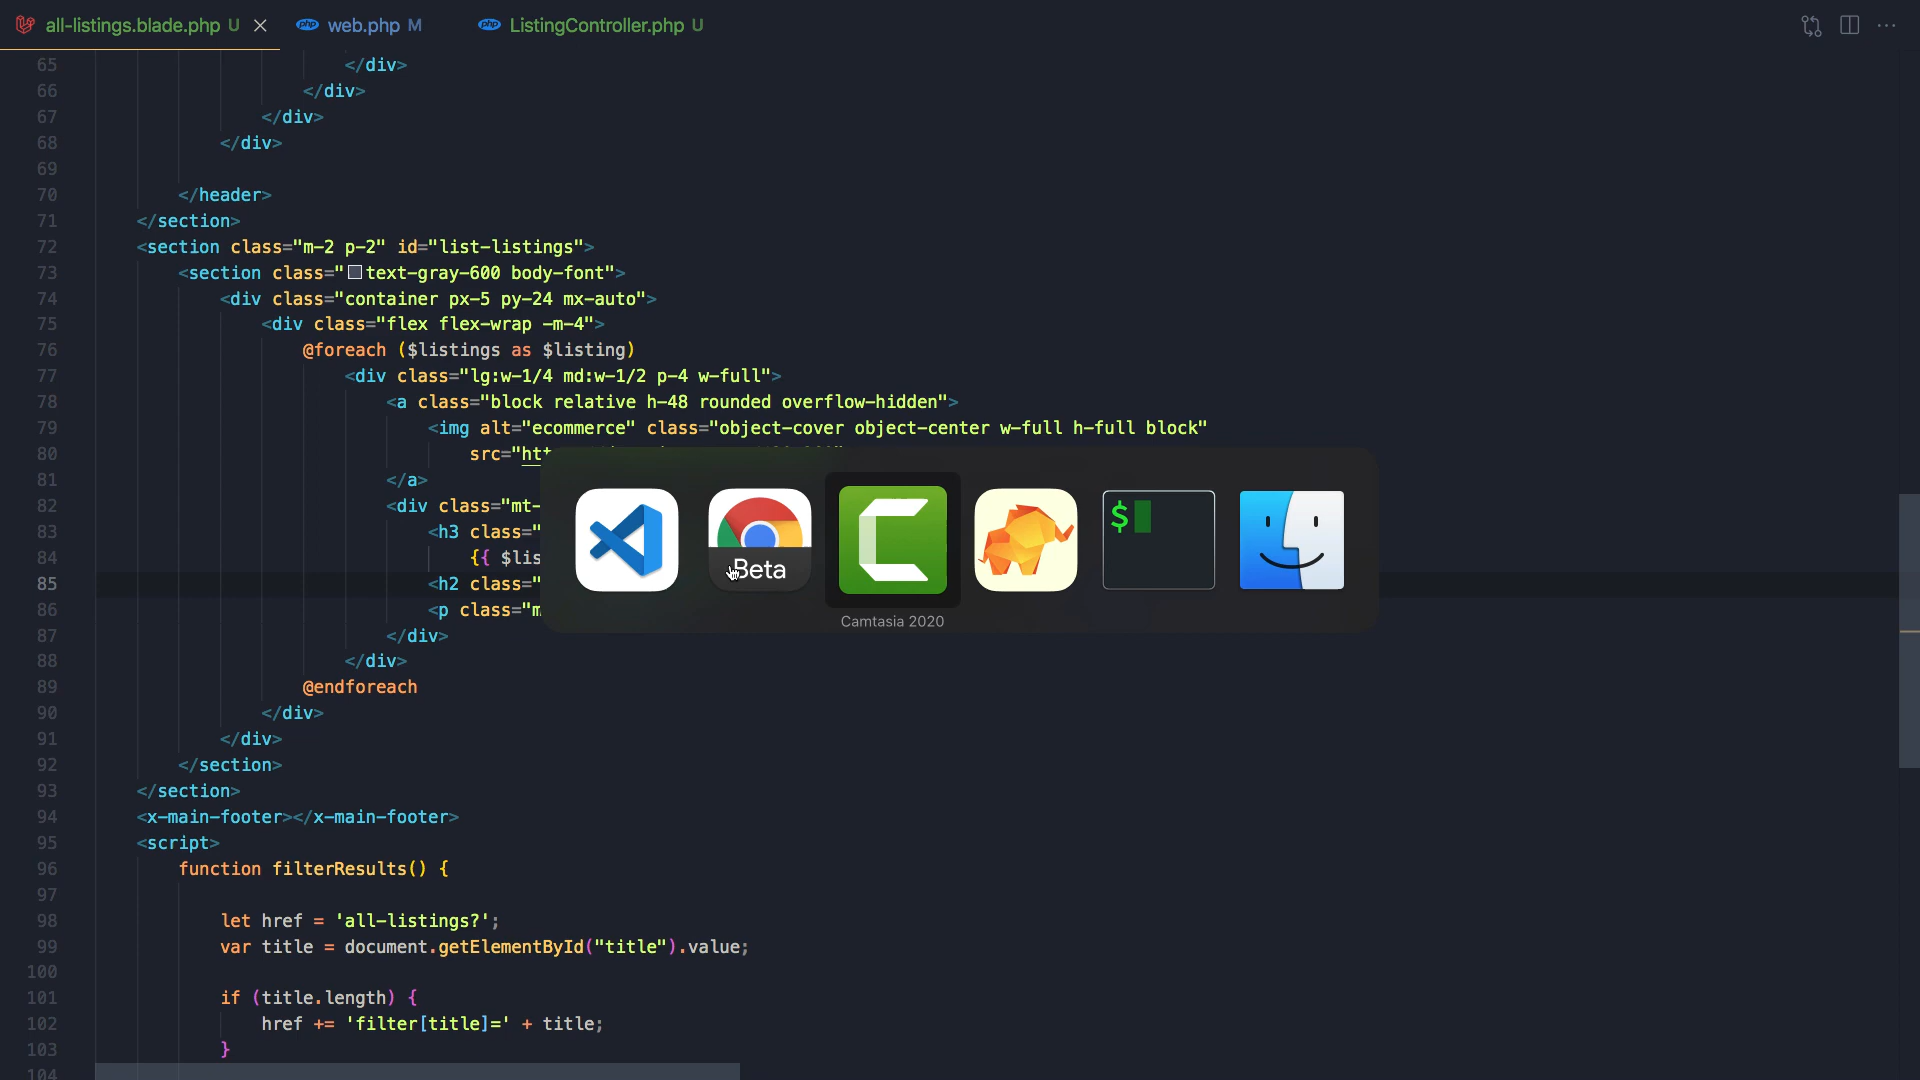 all-listings.blade.php U
web.php M
ListingController.php U
65 </div>
66 </div>
67 </div>
68 </div>
69
70 </header>
71 </section>
72 <section class="m-2 p-2" id="list-listings">
73 <section class="text-gray-600 body-font">
74 <div class="container px-5 py-24 mx-auto">
75 <div class="flex flex-wrap -m-4">
76 @foreach ($listings as $listing)
77 <div class="lg:w-1/4 md:w-1/2 p-4 w-full">
78 <a class="block relative h-48 rounded overflow-hidden">
79 <img alt="ecommerce" class="object-cover object-center w-full h-full block"
80 src="htt
81 </a>
82 <div class="mt-
83 <h3 class="
84 {{ $lis
85 <h2 class="
86 <p class="m
87 </div>
88 </div>
89 @endforeach
90 </div>
91 </div>
92 </section>
93 </section>
94 <x-main-footer></x-main-footer>
95 <script>
96 function filterResults() {
97
98 let href = 'all-listings?';
99 var title = document.getElementById("title").value;
100
101 if (title.length) {
102 href += 'filter[title]=' + title;
103 }
104
Beta
$
Camtasia 2020